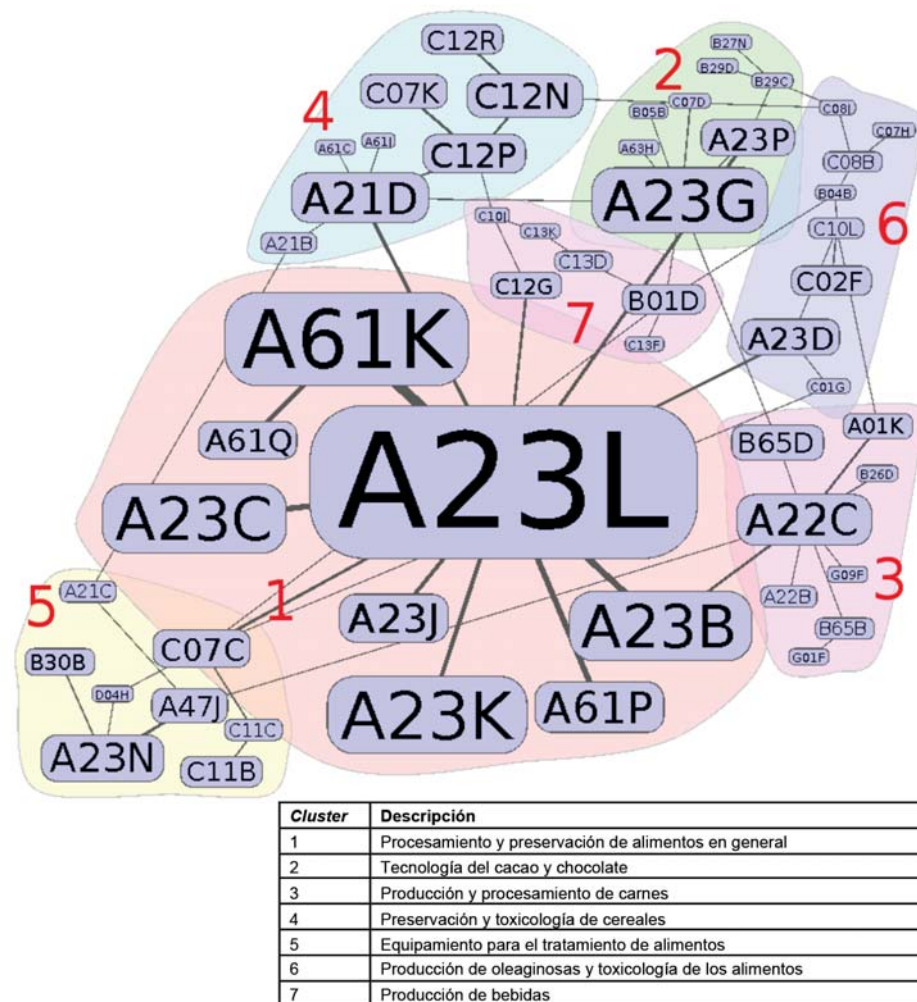 C12R
B27N
2
B29D
B29C
C07K
C12N
C07D
4
B05B
C08J
C07H
A61C
A61J
A63H
A23P
C12P
C08B
A21D
A23G
B04B
6
C10J
C10L
A21B
C13K
C13D
C02F
C12G
B01D
7
A61K
A23D
C13F
C01G
A61Q
A01K
B65D
A23L
B26D
A23C
A22C
G09F
3
A21C
5
1
A22B
A23J
A23B
B65B
C07C
G01F
B30B
D04H
A47J
A23K
A61P
C11C
A23N
C11B
Cluster Descripción
1 Procesamiento y preservación de alimentos en general
2 Tecnología del cacao y chocolate
3 Producción y procesamiento de carnes
4 Preservación y toxicología de cereales
5 Equipamiento para el tratamiento de alimentos
6 Producción de oleaginosas y toxicología de los alimentos
7 Producción de bebidas